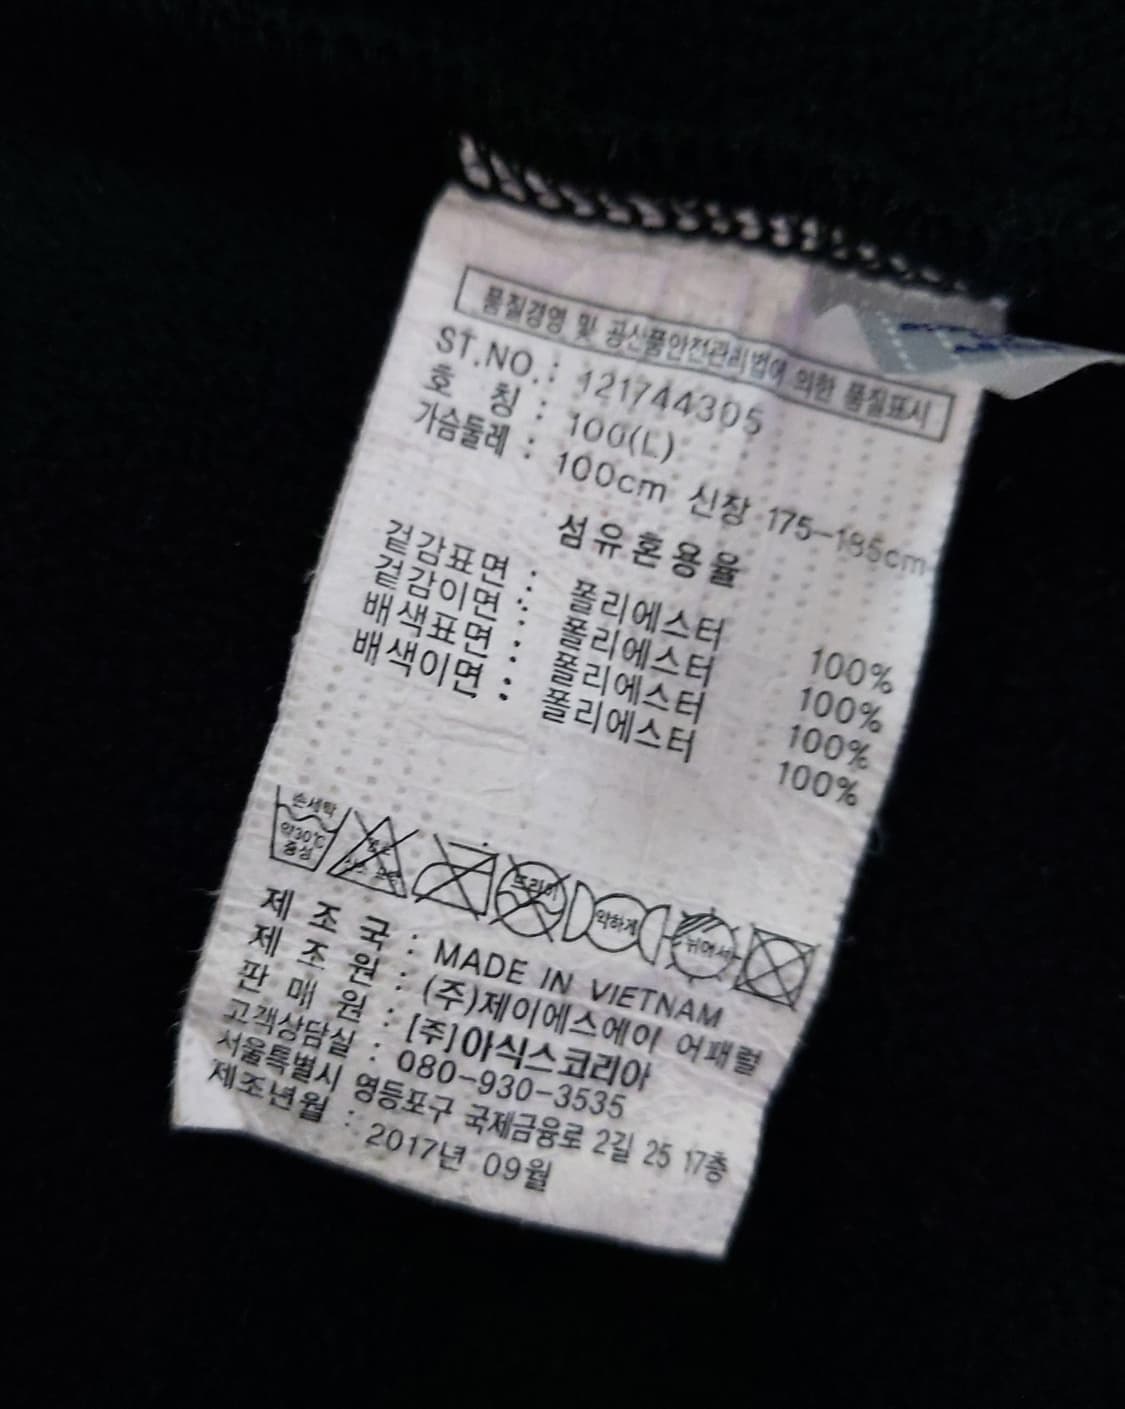 품질경영 및 공산품안전관리법에 의한 품질표시
ST.NO. : 121744305
호 칭 : 100(L)
가슴둘레 : 100cm 신장 175-185cm
섬유혼용율
겉감표면 : 폴리에스터 100%
겉감이면 : 폴리에스터 100%
배색표면 : 폴리에스터 100%
배색이면 : 폴리에스터 100%
손세탁 약30℃ 중성
드라이 약하게 뉘어서
제 조 국 : MADE IN VIETNAM
제 조 원 : (주)제이에스에이 어패럴
판 매 원 : [주]아식스코리아
고객상담실 : 080-930-3535
서울특별시 영등포구 국제금융로 2길 25 17층
제조년월 : 2017년 09월